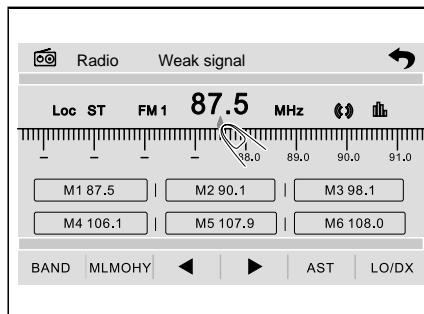 Radio Weak signal
Loc ST FM 1 87.5 MHz
– – – – 88.0 89.0 90.0 91.0
M1 87.5 | M2 90.1 | M3 98.1
M4 106.1 | M5 107.9 | M6 108.0
BAND MLMOHY ◀ ▶ AST LO/DX